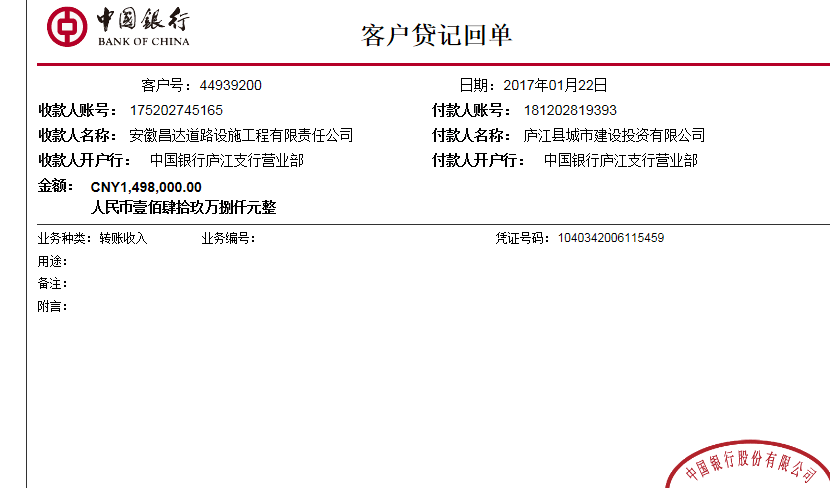 中国银行
BANK OF CHINA
客户贷记回单
客户号：44939200 日期：2017年01月22日
收款人账号：175202745165 付款人账号：181202819393
收款人名称：安徽昌达道路设施工程有限责任公司 付款人名称：庐江县城市建设投资有限公司
收款人开户行：中国银行庐江支行营业部 付款人开户行：中国银行庐江支行营业部
金额：CNY1,498,000.00
人民币壹佰肆拾玖万捌仟元整
业务种类：转账收入 业务编号： 凭证号码：1040342006115459
用途：
备注：
附言：
中国银行股份有限公司